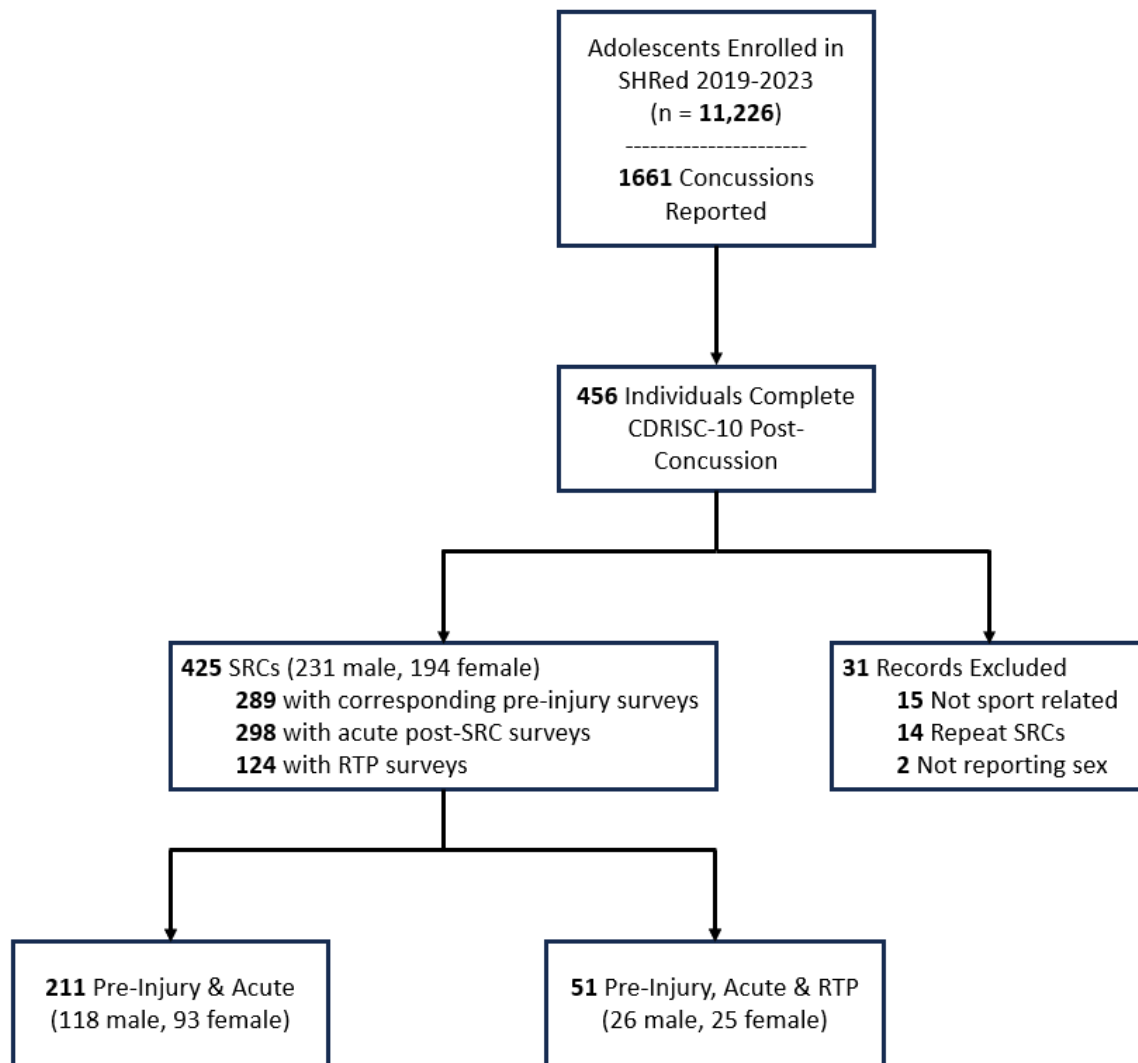 Adolescents Enrolled in
SHRed 2019-2023
(n = 11,226)
----------------------
1661 Concussions
Reported
456 Individuals Complete
CDRISC-10 Post-
Concussion
425 SRCs (231 male, 194 female)
289 with corresponding pre-injury surveys
298 with acute post-SRC surveys
124 with RTP surveys
31 Records Excluded
15 Not sport related
14 Repeat SRCs
2 Not reporting sex
211 Pre-Injury & Acute
(118 male, 93 female)
51 Pre-Injury, Acute & RTP
(26 male, 25 female)